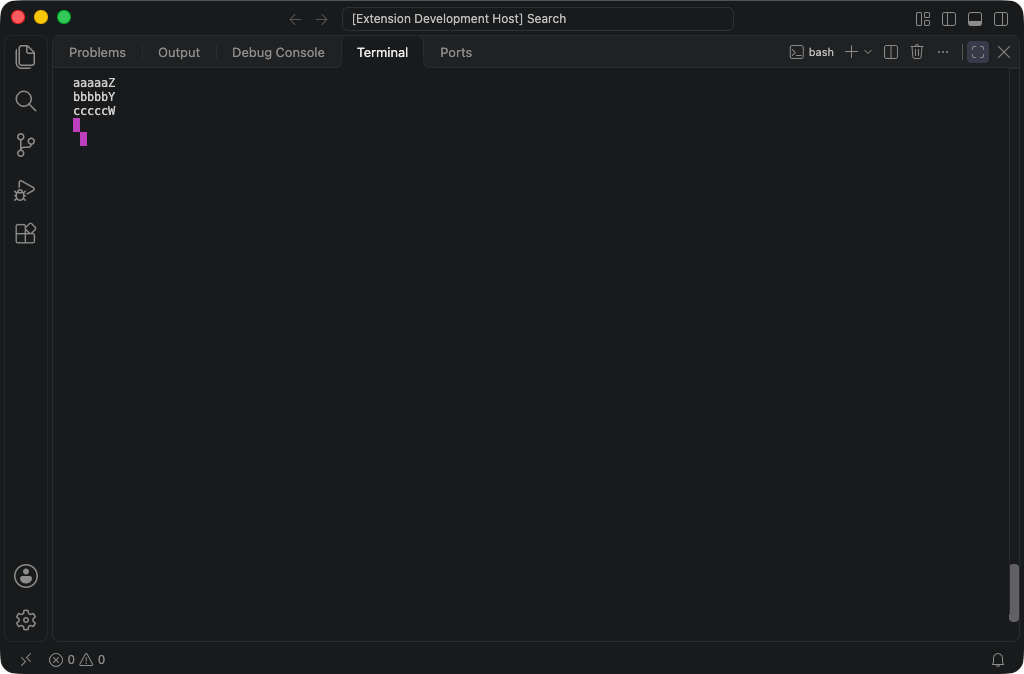 [Extension Development Host] Search
Problems Output Debug Console Terminal Ports bash
aaaaaZ
bbbbbY
cccccW
0 0